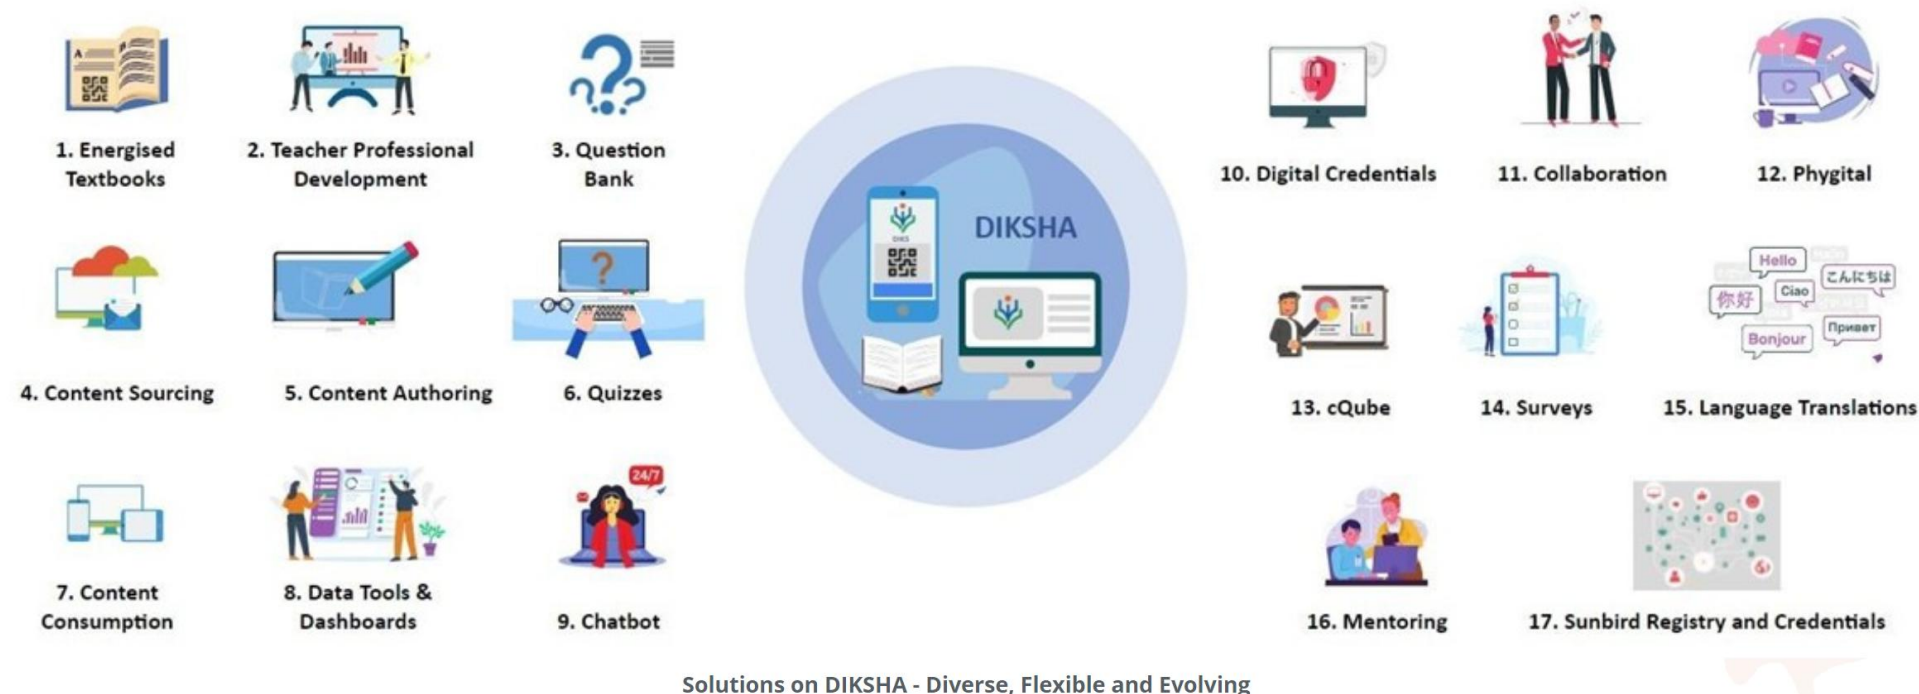 1. Energised
Textbooks
2. Teacher Professional
Development
3. Question
Bank
4. Content Sourcing
5. Content Authoring
6. Quizzes
7. Content
Consumption
8. Data Tools &
Dashboards
24/7
9. Chatbot
DIKSHA
10. Digital Credentials
11. Collaboration
12. Phygital
13. cQube
14. Surveys
Hello
こんにちは
你好
Ciao
Привет
Bonjour
15. Language Translations
16. Mentoring
17. Sunbird Registry and Credentials
Solutions on DIKSHA - Diverse, Flexible and Evolving